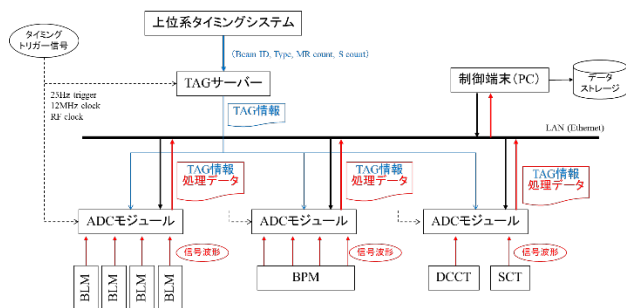 上位系タイミングシステム
タイミング
トリガー信号
(Beam ID, Type, MR count, S count)
TAGサーバー
制御端末（PC）
データ
ストレージ
25Hz trigger
12MHz clock
RF clock
TAG情報
LAN (Ethernet)
TAG情報
処理データ
TAG情報
処理データ
TAG情報
処理データ
ADCモジュール
ADCモジュール
ADCモジュール
信号波形
信号波形
信号波形
BLM
BLM
BLM
BLM
BPM
DCCT
SCT